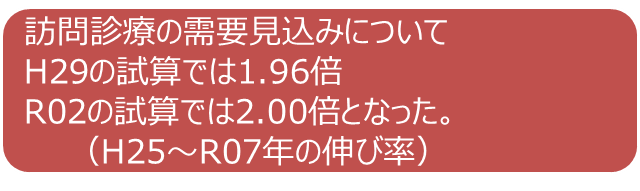 訪問診療の需要見込みについて
H29の試算では1.96倍
R02の試算では2.00倍となった。
（H25～R07年の伸び率）